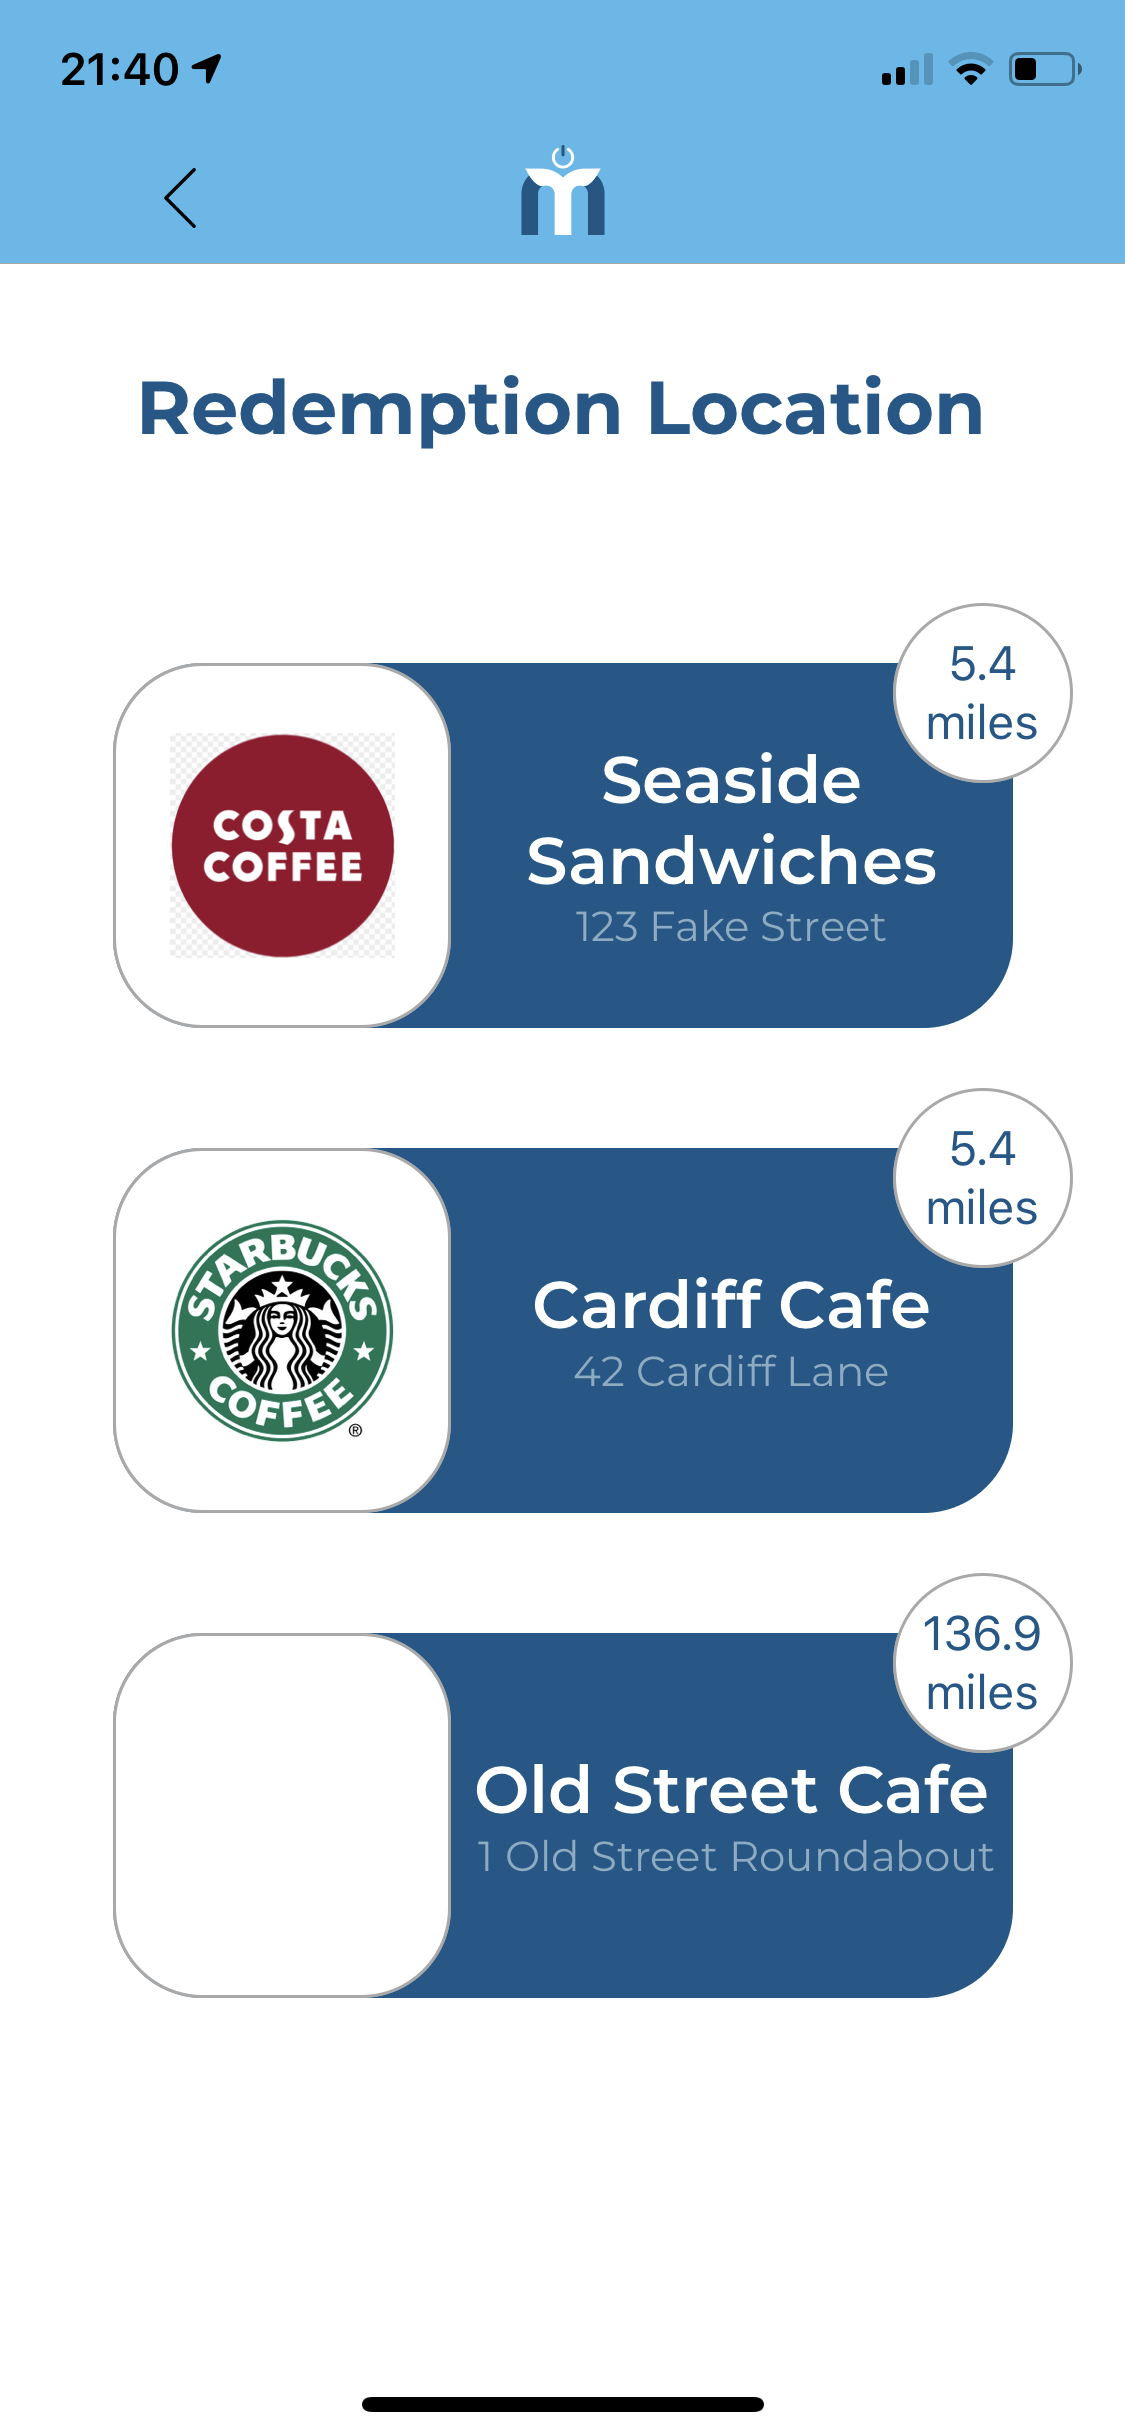 21:40
Redemption Location
5.4
miles
COSTA
COFFEE
Seaside
Sandwiches
123 Fake Street
5.4
miles
STARBUCKS
COFFEE
®
Cardiff Cafe
42 Cardiff Lane
136.9
miles
Old Street Cafe
1 Old Street Roundabout